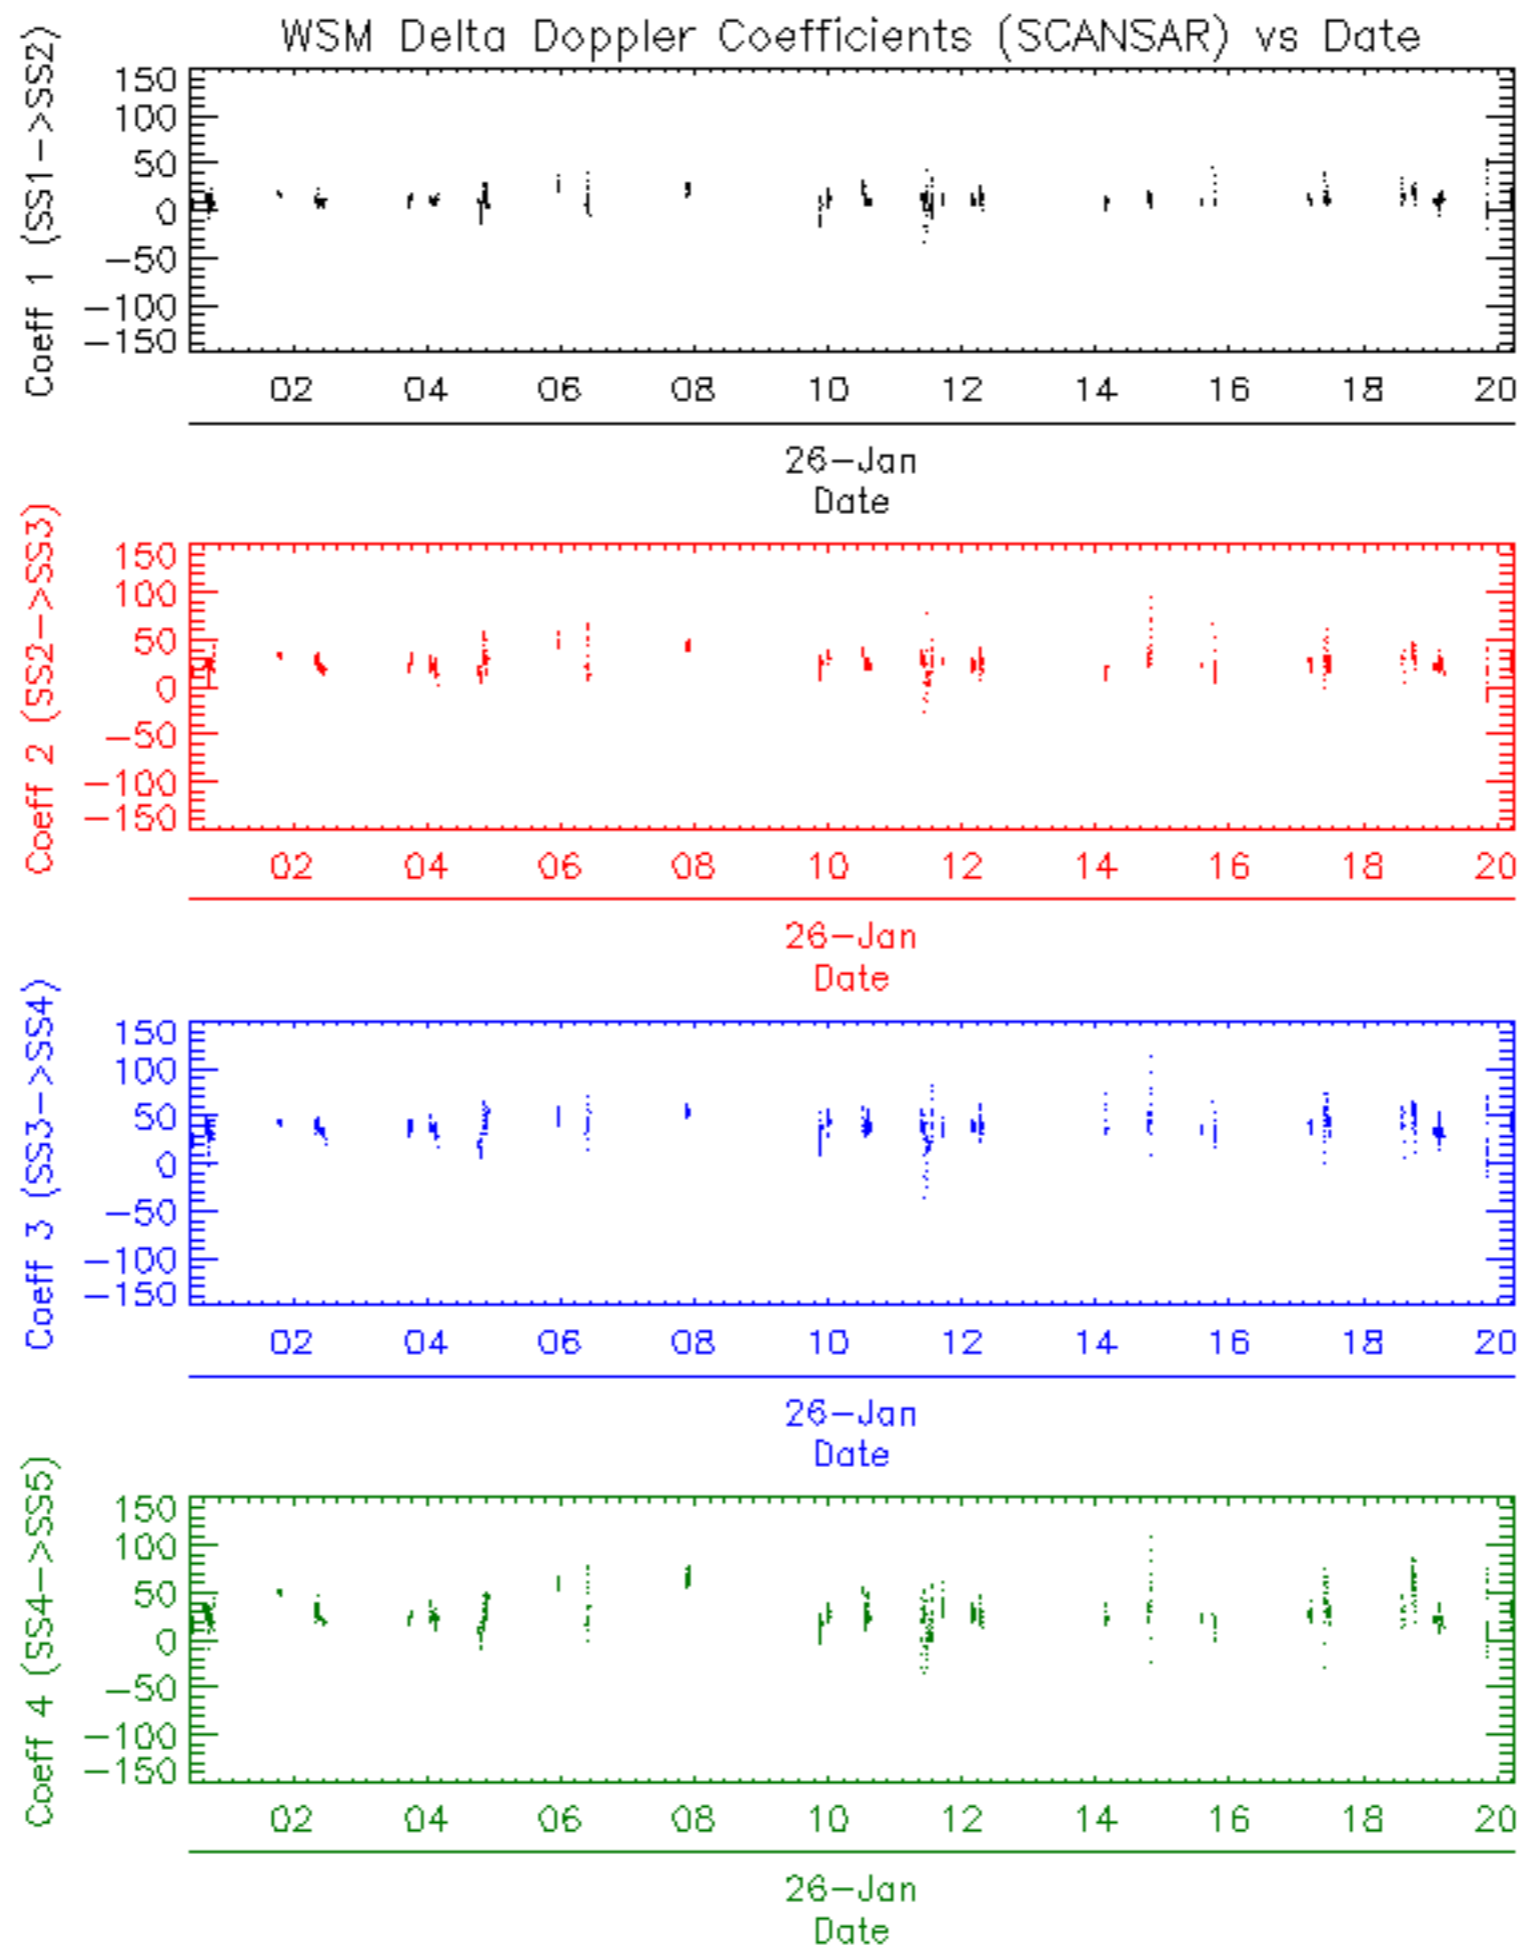 WSM Delta Doppler Coefficients (SCANSAR) vs Date
Coeff 1 (SS1->SS2)
150
100
50
0
-50
-100
-150
02 04 06 08 10 12 14 16 18 20
26-Jan
Date
Coeff 2 (SS2->SS3)
150
100
50
0
-50
-100
-150
02 04 06 08 10 12 14 16 18 20
26-Jan
Date
Coeff 3 (SS3->SS4)
150
100
50
0
-50
-100
-150
02 04 06 08 10 12 14 16 18 20
26-Jan
Date
Coeff 4 (SS4->SS5)
150
100
50
0
-50
-100
-150
02 04 06 08 10 12 14 16 18 20
26-Jan
Date